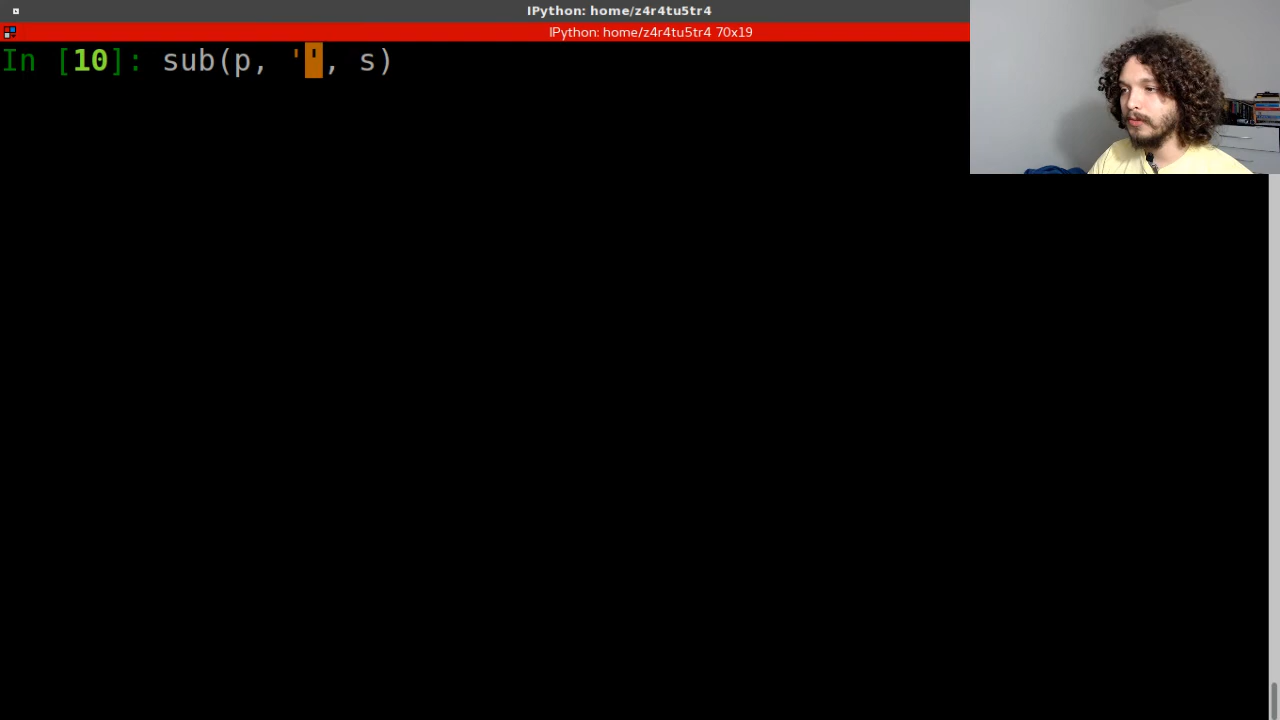 IPython: home/z4r4tu5tr4
IPython: home/z4r4tu5tr4 70x19
In [10]: sub(p, '', s)